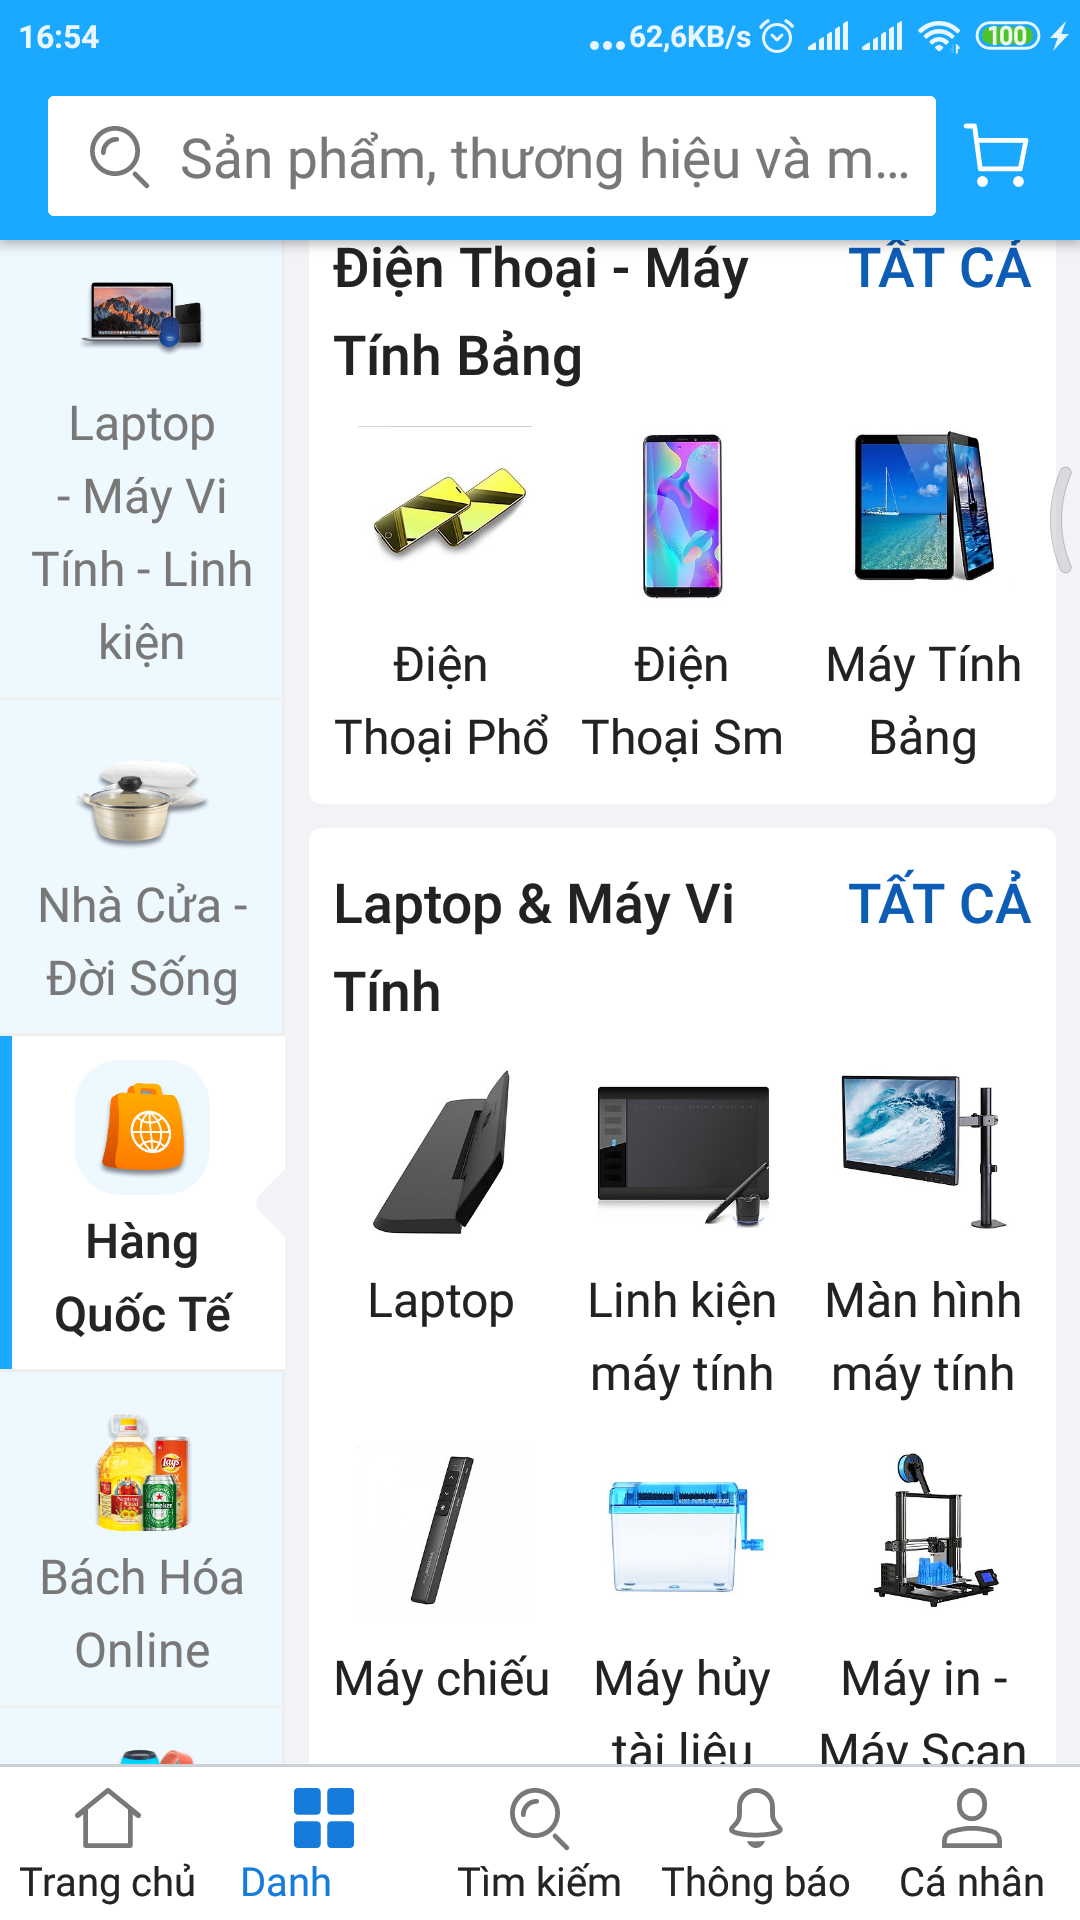 16:54
...62,6KB/s
100
Sản phẩm, thương hiệu và m...
Laptop
- Máy Vi
Tính - Linh
kiện
Nhà Cửa -
Đời Sống
Hàng
Quốc Tế
Bách Hóa
Online
Điện Thoại - Máy
Tính Bảng
TẤT CẢ
Điện
Thoại Phổ
Điện
Thoại Sm
Máy Tính
Bảng
Laptop & Máy Vi
Tính
TẤT CẢ
Laptop
Linh kiện
máy tính
Màn hình
máy tính
Máy chiếu
Máy hủy
tài liệu
Máy in -
Máy Scan
Trang chủ
Danh
Tìm kiếm
Thông báo
Cá nhân